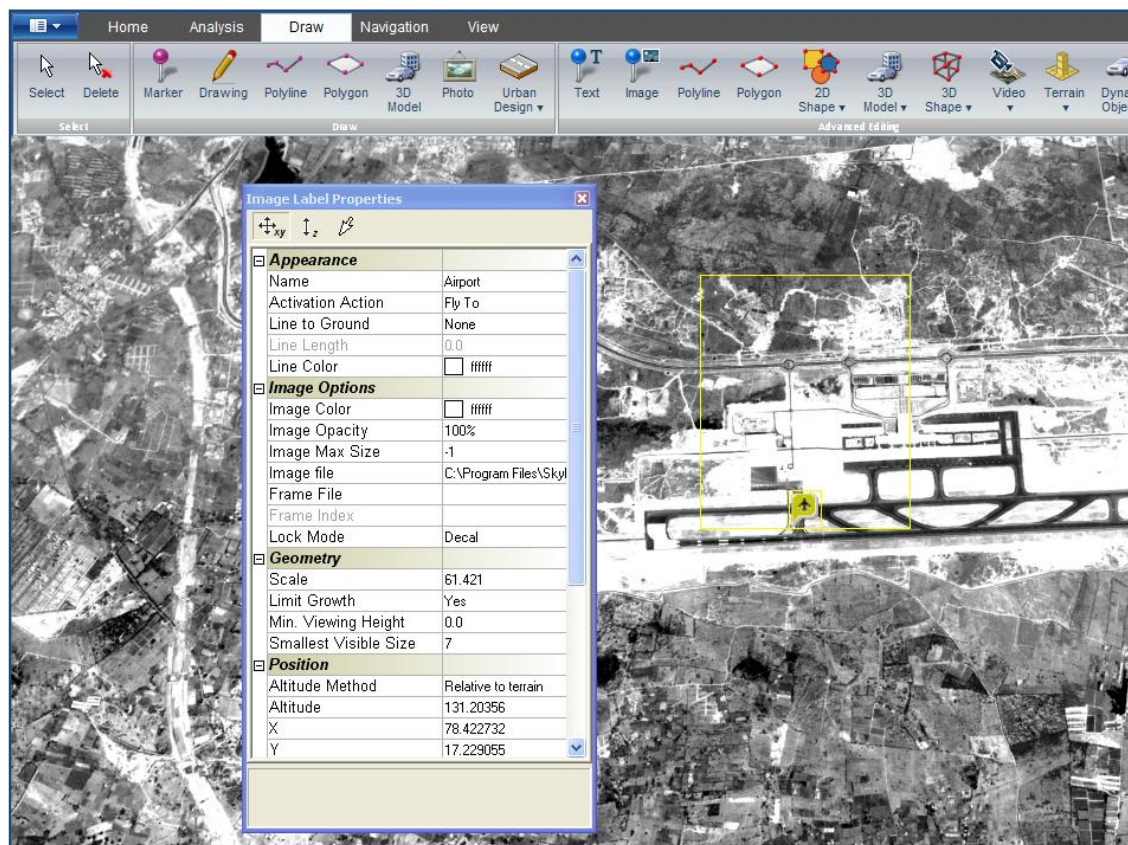 Home Analysis Draw Navigation View
Select Delete Marker Drawing Polyline Polygon 3D Model Photo Urban Design Text Image Polyline Polygon 2D Shape 3D Model 3D Shape Video Terrain
Select Draw Advanced Editing
Image Label Properties
xy z
Appearance
Name Airport
Activation Action Fly To
Line to Ground None
Line Length 0.0
Line Color ffffff
Image Options
Image Color ffffff
Image Opacity 100%
Image Max Size -1
Image file C:\Program Files\Skyl
Frame File
Frame Index
Lock Mode Decal
Geometry
Scale 61.421
Limit Growth Yes
Min. Viewing Height 0.0
Smallest Visible Size 7
Position
Altitude Method Relative to terrain
Altitude 131.20356
X 78.422732
Y 17.229055